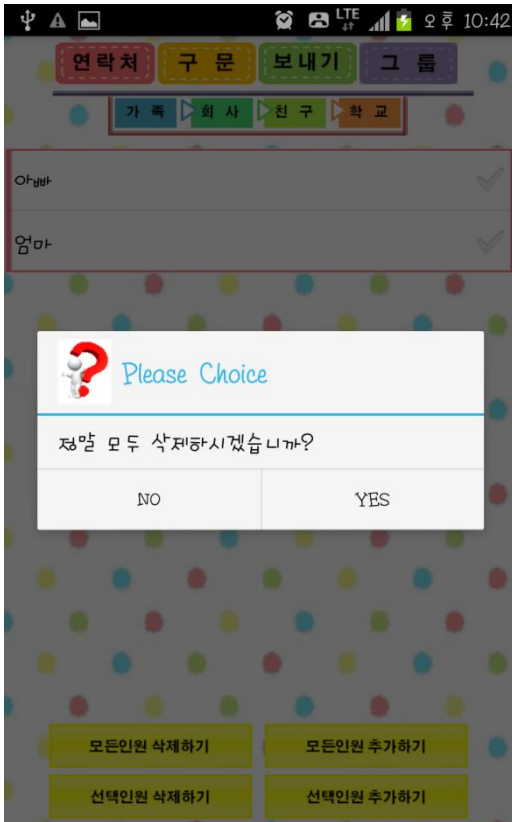 LTE 오후 10:42
연락처 구 문 보내기 그 룹
가 족 회 사 친 구 학 교
아빠
엄마
Please Choice
정말 모두 삭제하시겠습니까?
NO YES
모든인원 삭제하기 모든인원 추가하기
선택인원 삭제하기 선택인원 추가하기